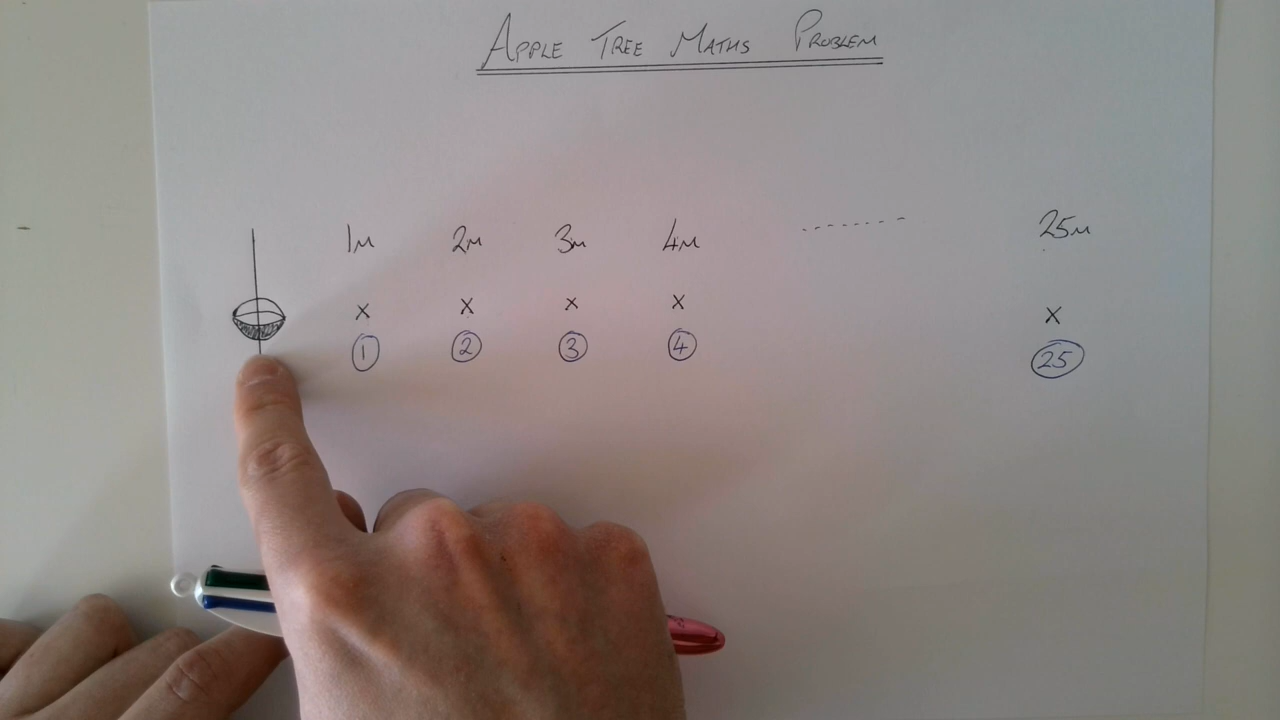 APPLE TREE MATHS PROBLEM
1M 2M 3M 4M 25M
x x x x x
1 2 3 4 25